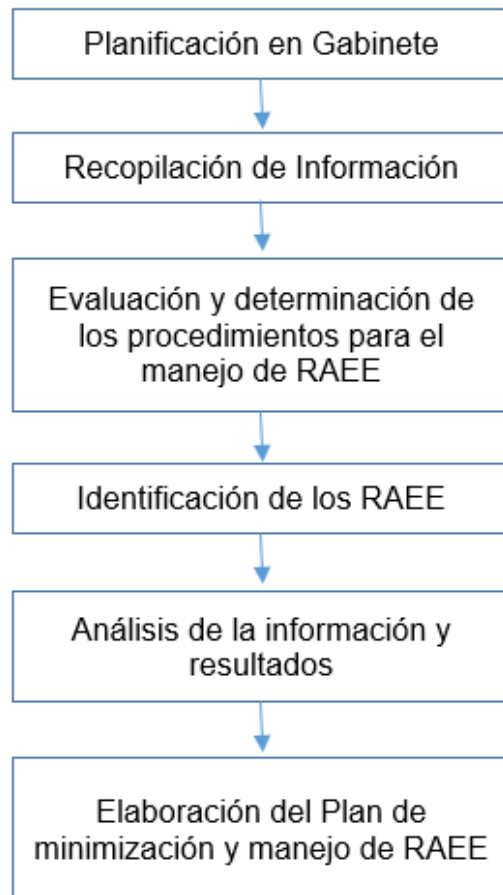 Planificación en Gabinete
Recopilación de Información
Evaluación y determinación de
los procedimientos para el
manejo de RAEE
Identificación de los RAEE
Análisis de la información y
resultados
Elaboración del Plan de
minimización y manejo de RAEE